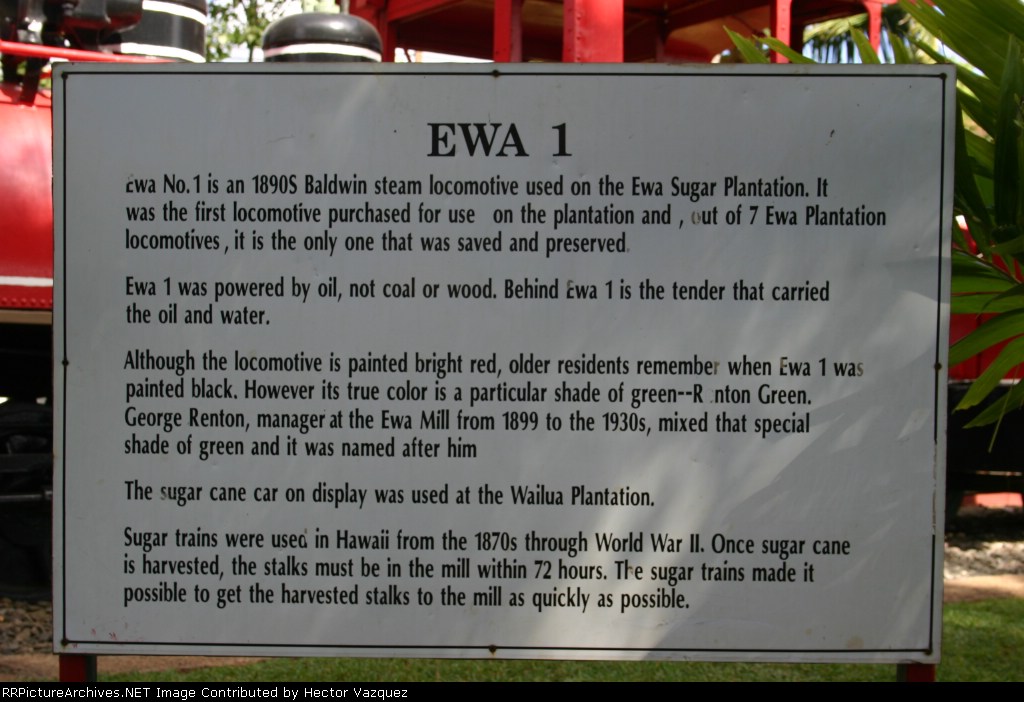 EWA 1
Ewa No.1 is an 1890S Baldwin steam locomotive used on the Ewa Sugar Plantation. It
was the first locomotive purchased for use on the plantation and , out of 7 Ewa Plantation
locomotives, it is the only one that was saved and preserved.
Ewa 1 was powered by oil, not coal or wood. Behind Ewa 1 is the tender that carried
the oil and water.
Although the locomotive is painted bright red, older residents remember when Ewa 1 was
painted black. However its true color is a particular shade of green--R nton Green.
George Renton, manager at the Ewa Mill from 1899 to the 1930s, mixed that special
shade of green and it was named after him
The sugar cane car on display was used at the Wailua Plantation.
Sugar trains were used in Hawaii from the 1870s through World War II. Once sugar cane
is harvested, the stalks must be in the mill within 72 hours. The sugar trains made it
possible to get the harvested stalks to the mill as quickly as possible.
©RRPictureArchives.NET Image Contributed by Hector Vazquez